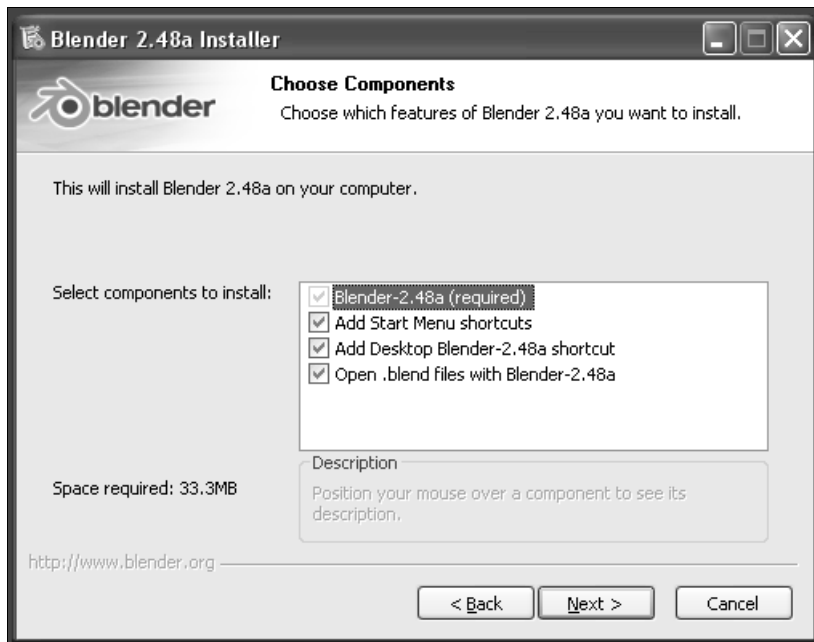 Blender 2.48a Installer
blender
Choose Components
Choose which features of Blender 2.48a you want to install.
This will install Blender 2.48a on your computer.
Select components to install:
Blender-2.48a (required)
Add Start Menu shortcuts
Add Desktop Blender-2.48a shortcut
Open .blend files with Blender-2.48a
Space required: 33.3MB
Description
Position your mouse over a component to see its
description.
http://www.blender.org
< Back
Next >
Cancel